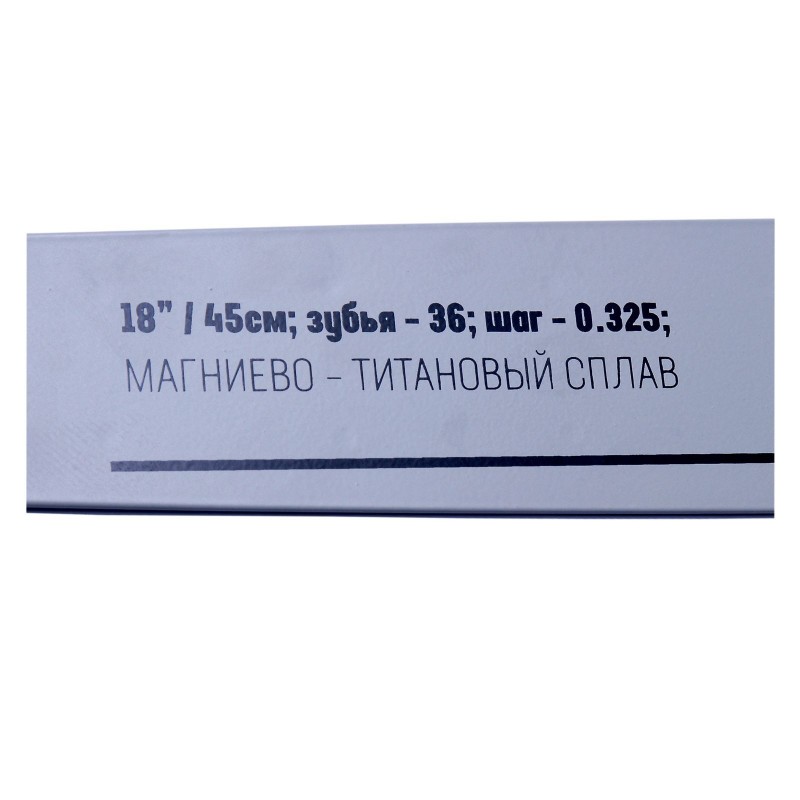 18” / 45см; зубья - 36; шаг - 0.325;
МАГНИЕВО - ТИТАНОВЫЙ СПЛАВ